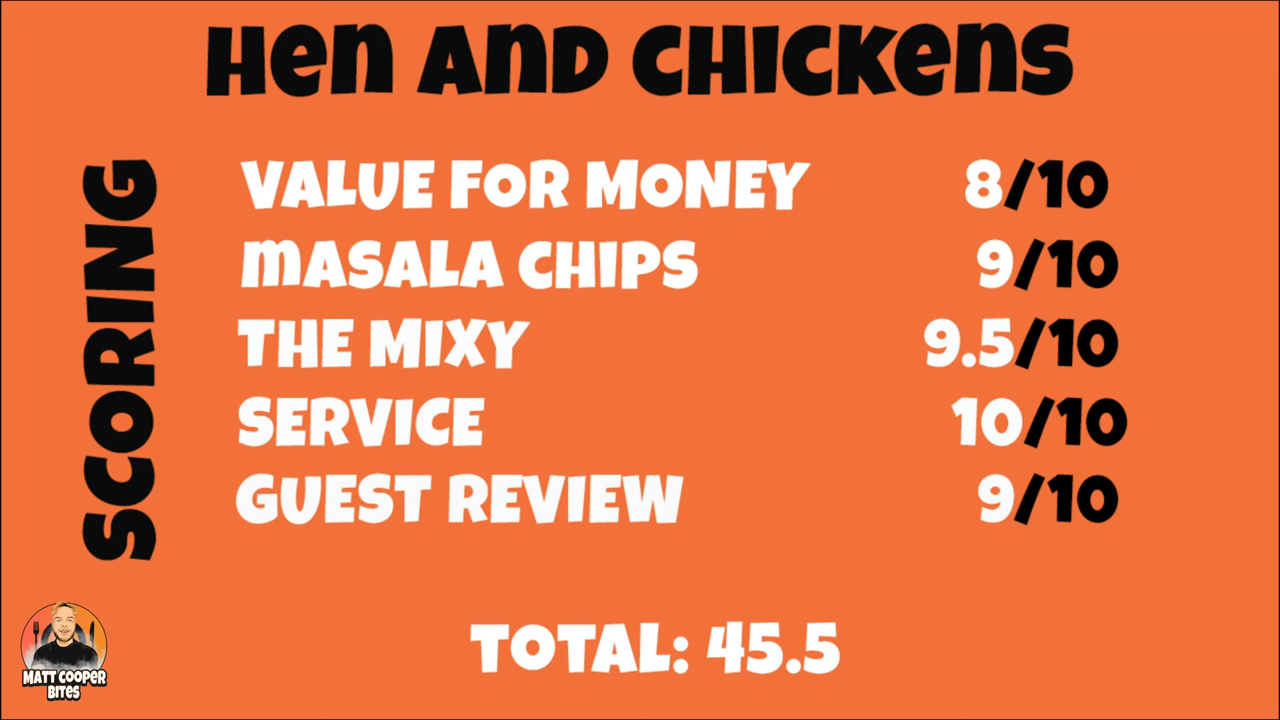 Hen AnD CHICKens
SCORING
VALUE FOR MONEY 8/10
mASALA CHIPS 9/10
THE MIXY 9.5/10
SERVICE 10/10
GUEST REVIEW 9/10
TOTAL: 45.5
MATT COOPER
BITES